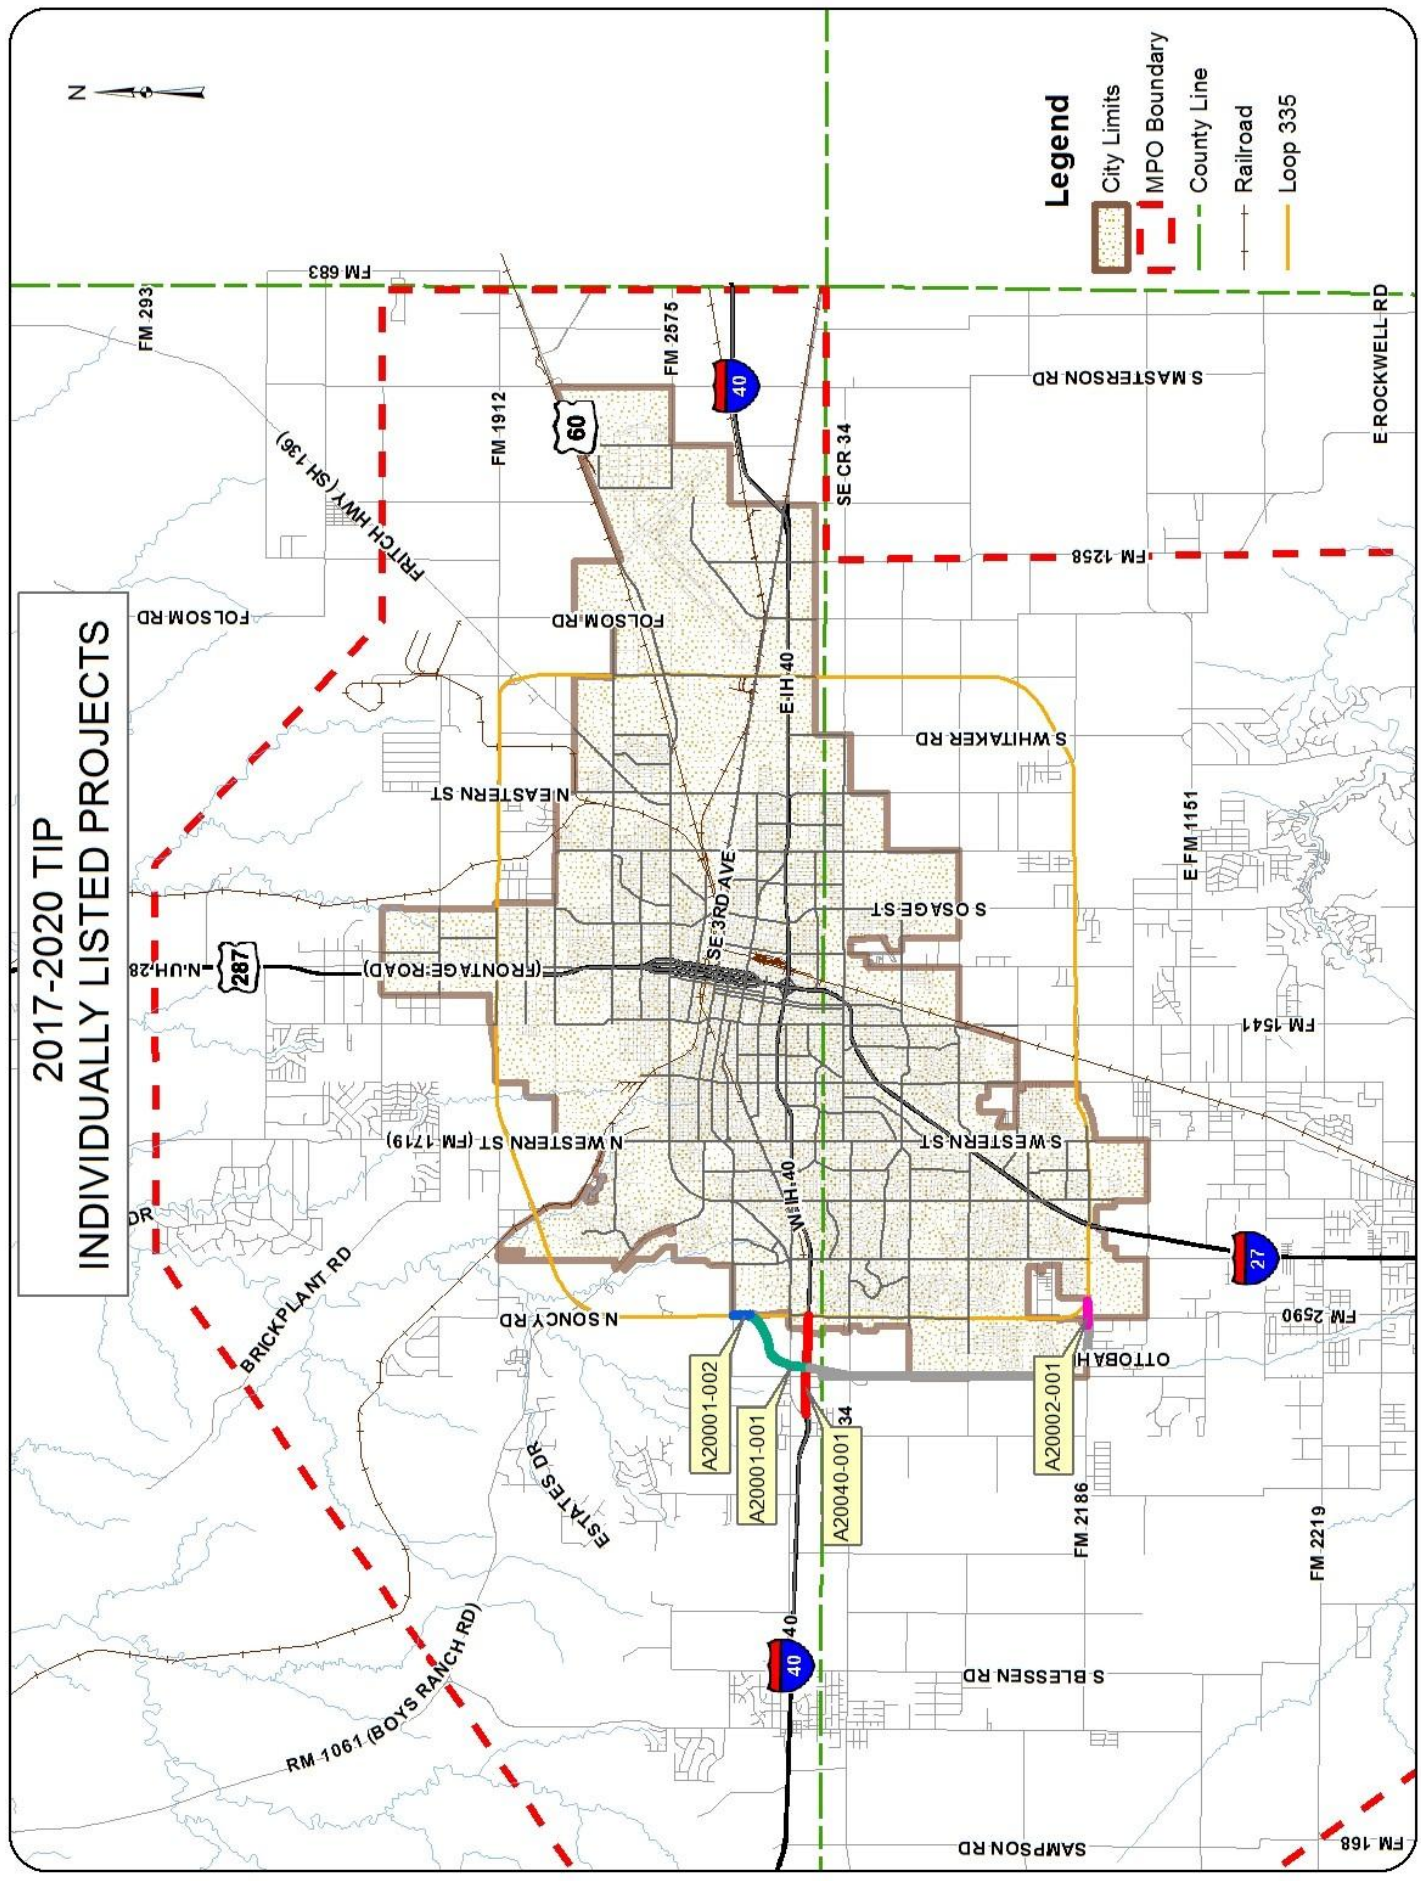 2017-2020 TIP
INDIVIDUALLY LISTED PROJECTS
N
FM 683
FM 293
FM 1912
FM 2575
FRITCH HWY (SH 136)
FOLSOM RD
FOLSOM RD
60
40
SE CR 34
S MASTERSON RD
E ROCKWELL RD
FM 1258
E IH 40
S WHITAKER RD
N EASTERN ST
E FM 1151
SE 3RD AVE
S OSAGE ST
N UH 28
287
(FRONTAGE ROAD)
FM 1541
N WESTERN ST (FM 1719)
S WESTERN ST
W IH 40
DR
BRICKPLANT RD
N SONCY RD
27
FM 2590
HABOTTO
A20001-002
A20001-001
A20040-001
A20002-001
34
ESTATES DR
FM 2186
FM 2219
RM 1061 (BOYS RANCH RD)
40
40
S BLESSEN RD
SAMPSON RD
FM 168
Legend
City Limits
MPO Boundary
County Line
Railroad
Loop 335